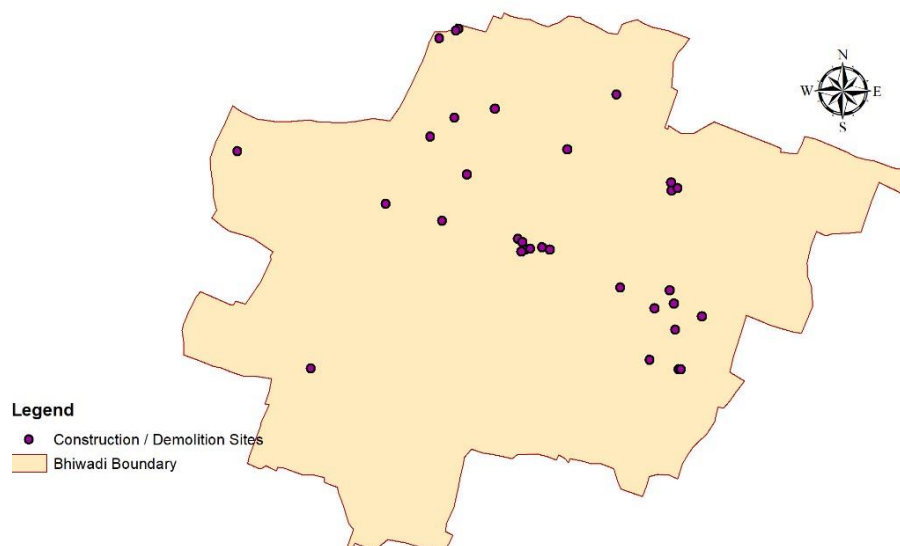 N
W E
S
Legend
Construction / Demolition Sites
Bhiwadi Boundary